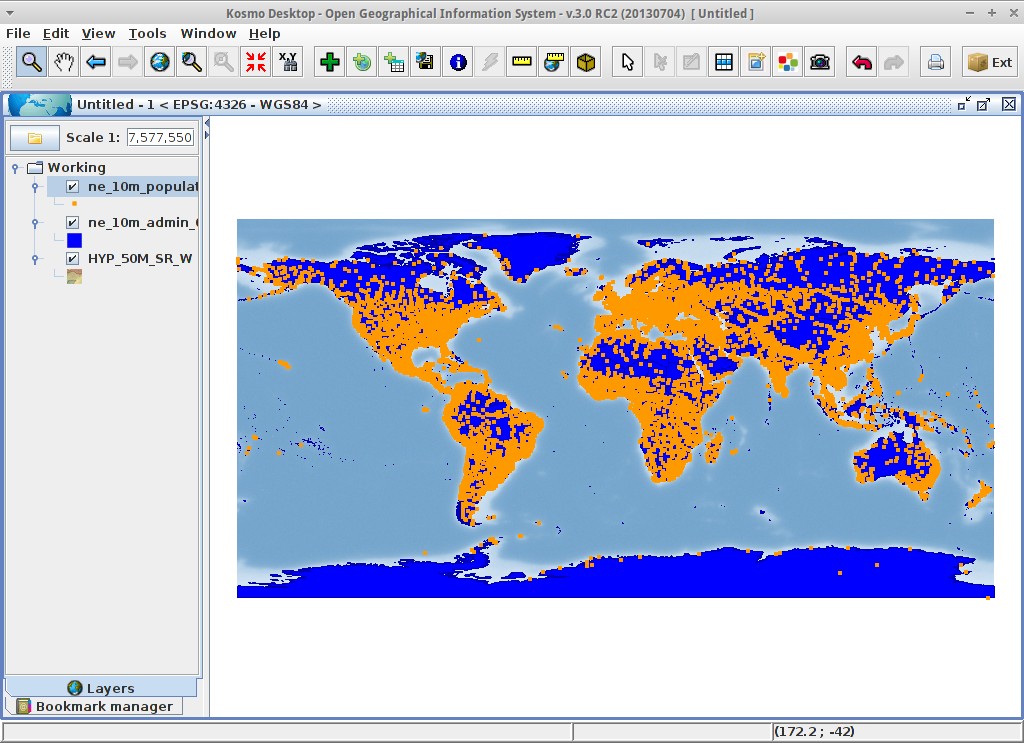 Kosmo Desktop - Open Geographical Information System - v.3.0 RC2 (20130704) [ Untitled ]
File Edit View Tools Window Help
X,Y Ext
Untitled - 1 < EPSG:4326 - WGS84 >
Scale 1: 7,577,550
Working
ne_10m_populat
ne_10m_admin_
HYP_50M_SR_W
Layers
Bookmark manager
(172.2 ; -42)